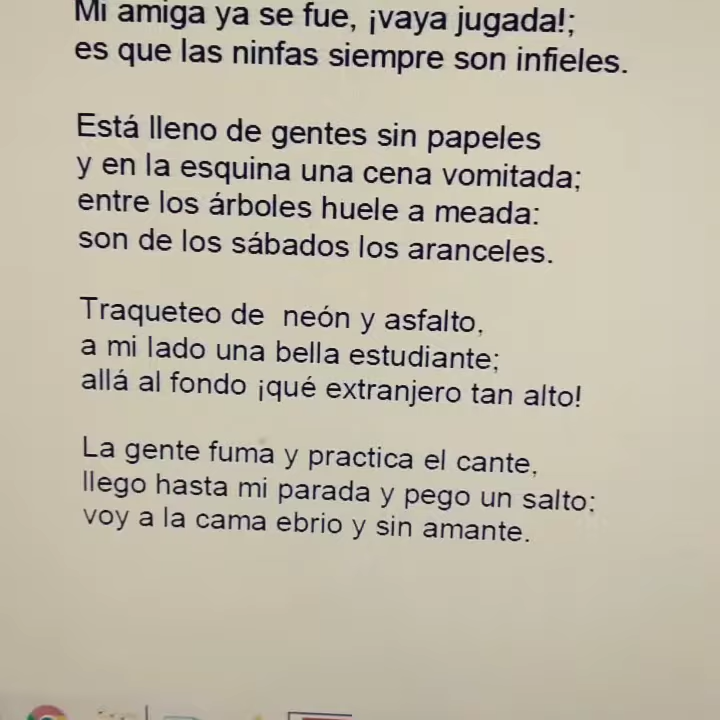 Mi amiga ya se fue, ¡vaya jugada!;
es que las ninfas siempre son infieles.
Está lleno de gentes sin papeles
y en la esquina una cena vomitada;
entre los árboles huele a meada:
son de los sábados los aranceles.
Traqueteo de neón y asfalto,
a mi lado una bella estudiante;
allá al fondo ¡qué extranjero tan alto!
La gente fuma y practica el cante,
llego hasta mi parada y pego un salto:
voy a la cama ebrio y sin amante.